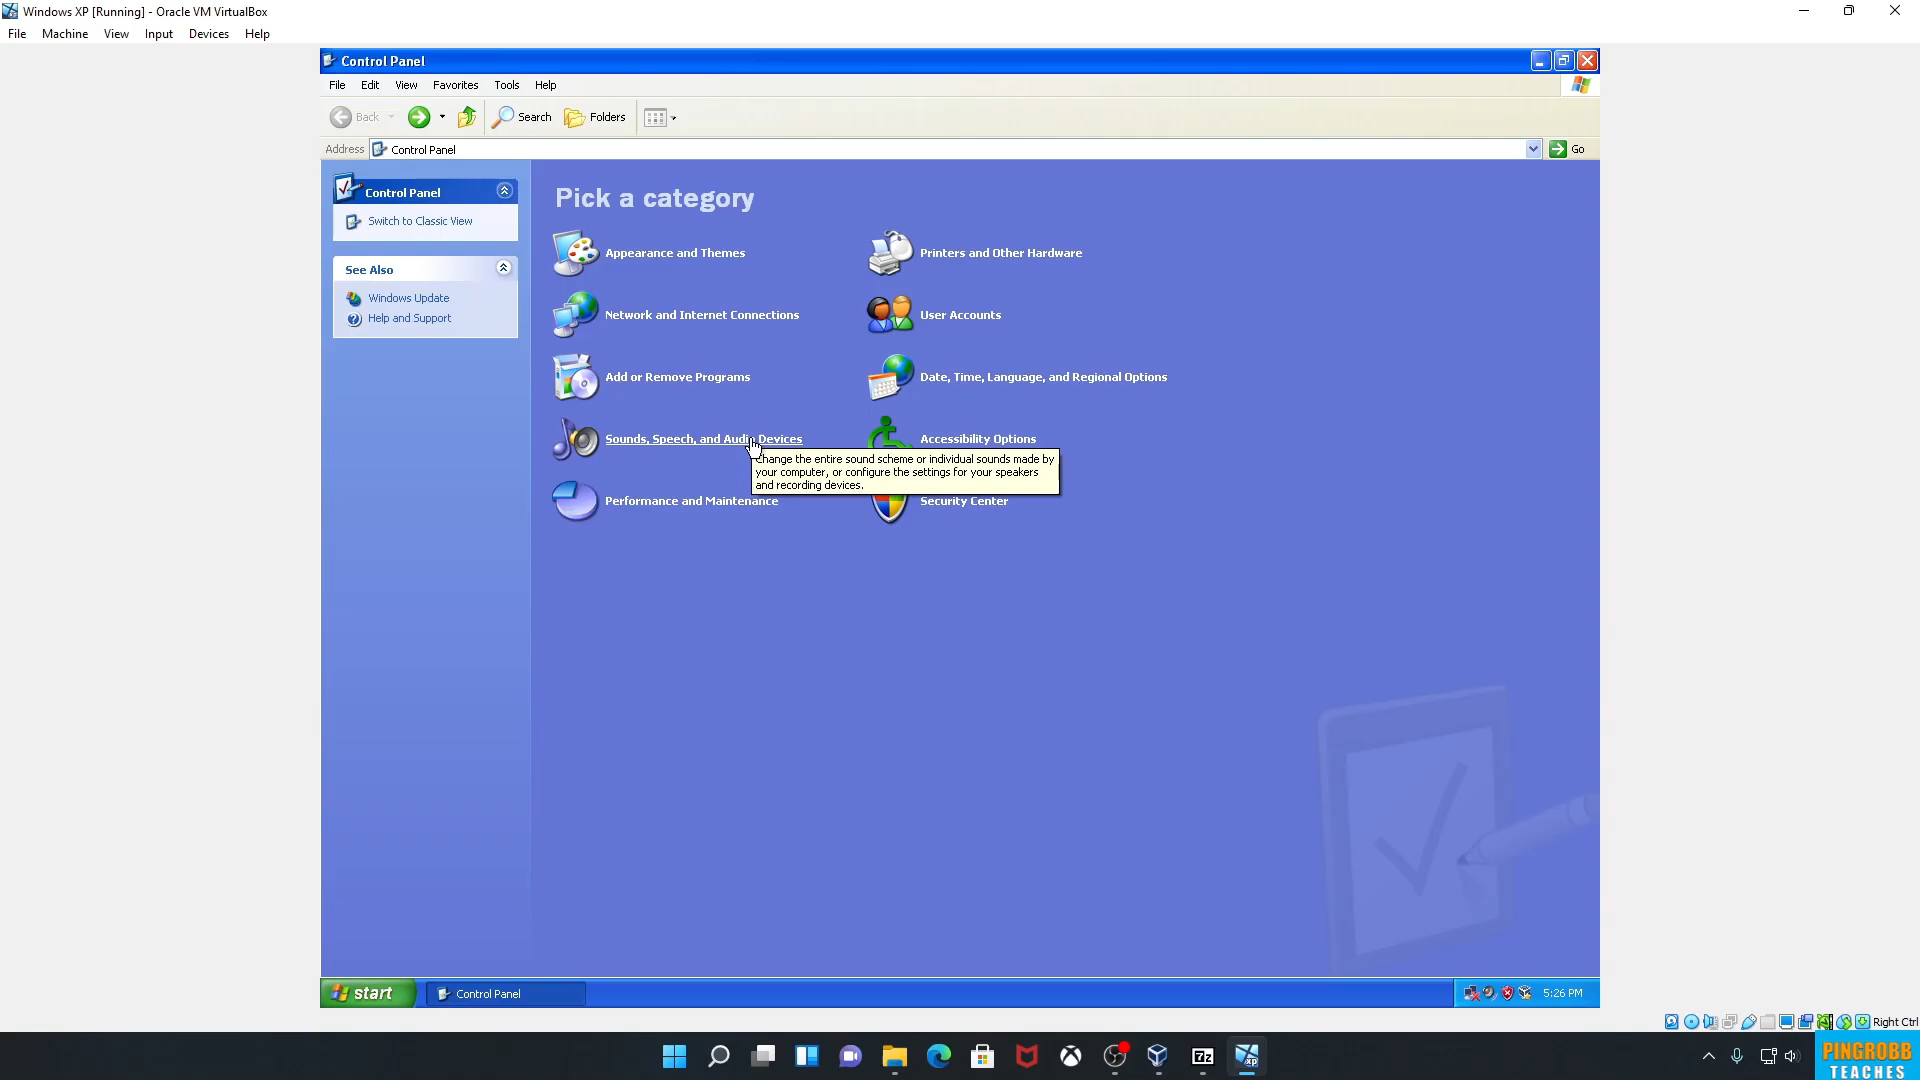 Windows XP [Running] - Oracle VM VirtualBox
File Machine View Input Devices Help
Control Panel
File Edit View Favorites Tools Help
Back Search Folders
Address Control Panel Go
Control Panel
Switch to Classic View
See Also
Windows Update
Help and Support
Pick a category
Appearance and Themes
Printers and Other Hardware
Network and Internet Connections
User Accounts
Add or Remove Programs
Date, Time, Language, and Regional Options
Sounds, Speech, and Audio Devices
Accessibility Options
Change the entire sound scheme or individual sounds made by
your computer, or configure the settings for your speakers
and recording devices.
Performance and Maintenance
Security Center
start Control Panel 5:26 PM
Right Ctrl
7z
xp
PINGROBB
TEACHES